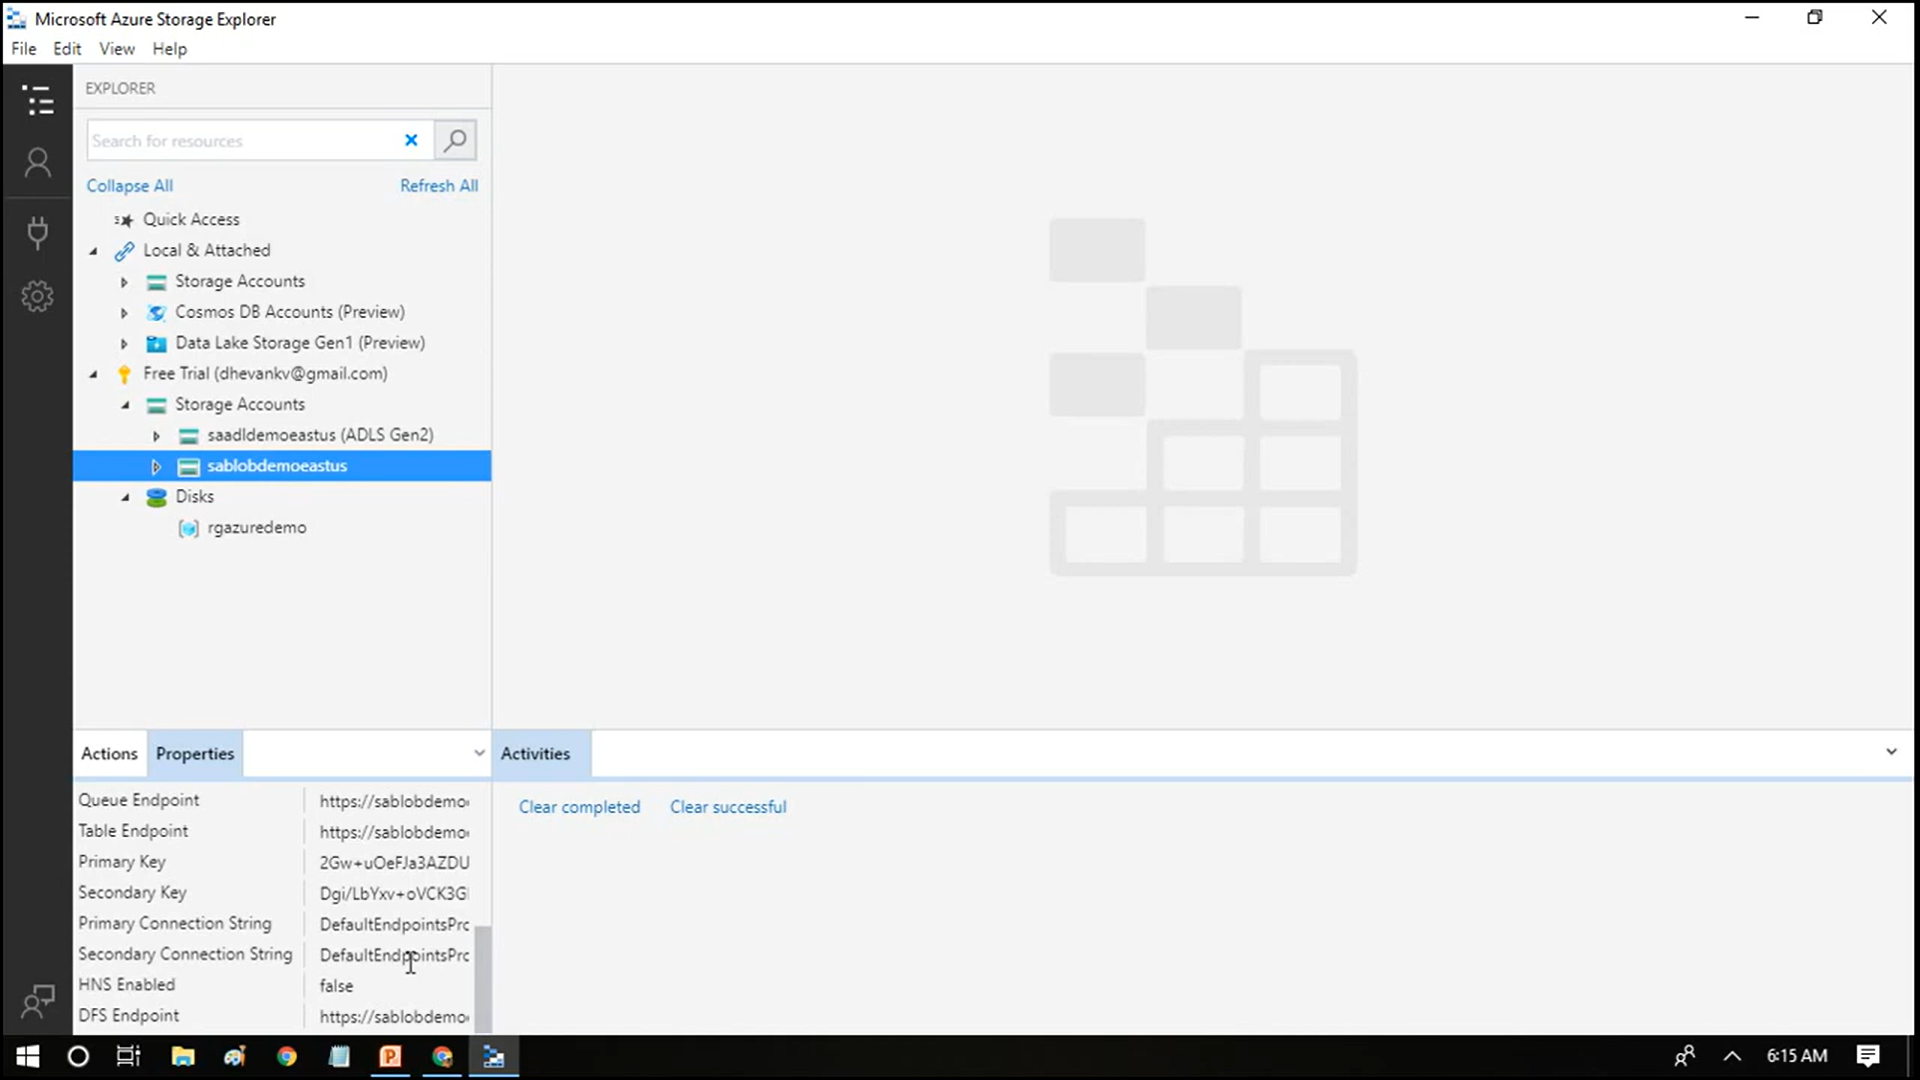 Microsoft Azure Storage Explorer
File Edit View Help
EXPLORER
Search for resources
Collapse All Refresh All
Quick Access
Local & Attached
Storage Accounts
Cosmos DB Accounts (Preview)
Data Lake Storage Gen1 (Preview)
Free Trial (dhevankv@gmail.com)
Storage Accounts
saadldemoeastus (ADLS Gen2)
sablobdemoeastus
Disks
rgazuredemo
Actions Properties Activities
Clear completed Clear successful
Queue Endpoint https://sablobdemo
Table Endpoint https://sablobdemo
Primary Key 2Gw+uOeFJa3AZDU
Secondary Key Dgi/LbYxv+oVCK3G
Primary Connection String DefaultEndpointsPrc
Secondary Connection String DefaultEndpointsPrc
HNS Enabled false
DFS Endpoint https://sablobdemo
6:15 AM